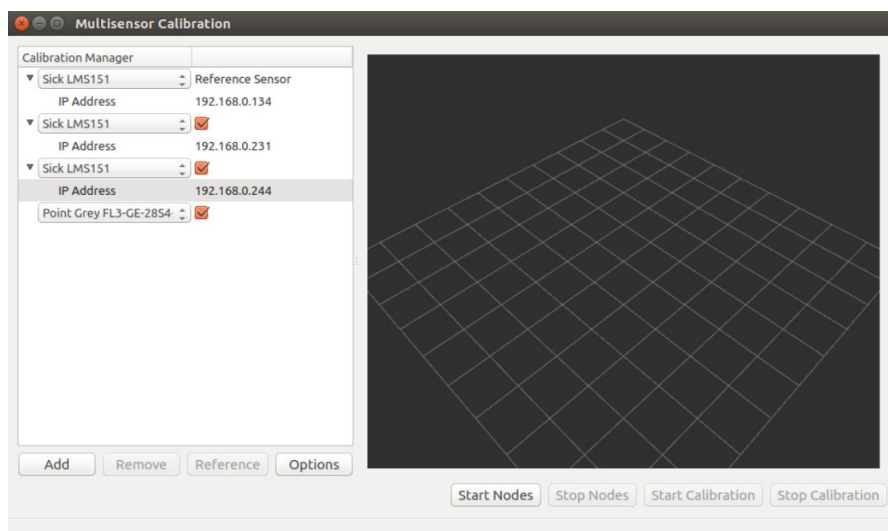 Multisensor Calibration
Calibration Manager
Sick LMS151 Reference Sensor
IP Address 192.168.0.134
Sick LMS151
IP Address 192.168.0.231
Sick LMS151
IP Address 192.168.0.244
Point Grey FL3-GE-28S4-
Add Remove Reference Options
Start Nodes Stop Nodes Start Calibration Stop Calibration